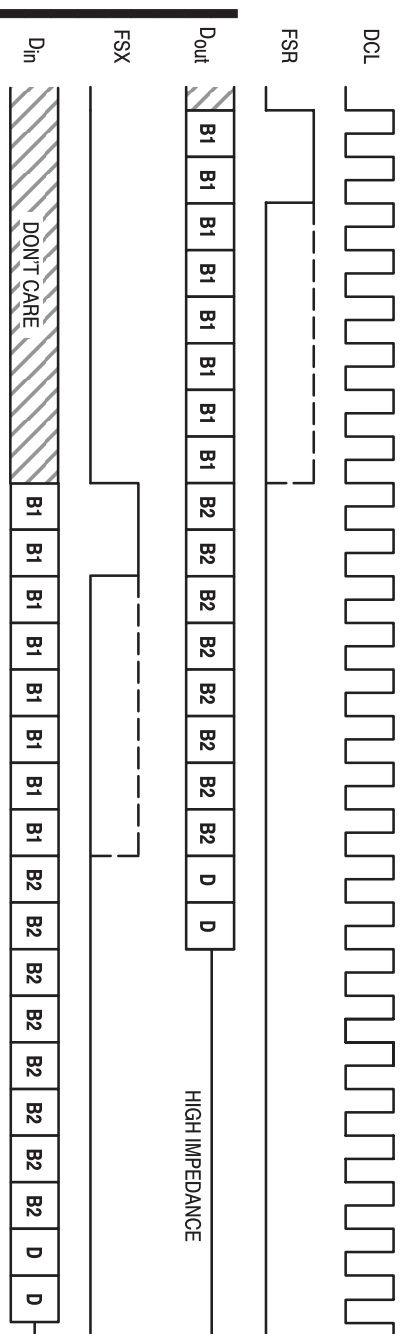 DCL
FSR
D_out B1 B1 B1 B1 B1 B1 B1 B1 B2 B2 B2 B2 B2 B2 B2 B2 D D HIGH IMPEDANCE
FSX
D_in DON'T CARE B1 B1 B1 B1 B1 B1 B1 B1 B2 B2 B2 B2 B2 B2 B2 B2 D D